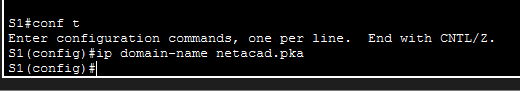 S1#conf t
Enter configuration commands, one per line.  End with CNTL/Z.
S1(config)#ip domain-name netacad.pka
S1(config)#